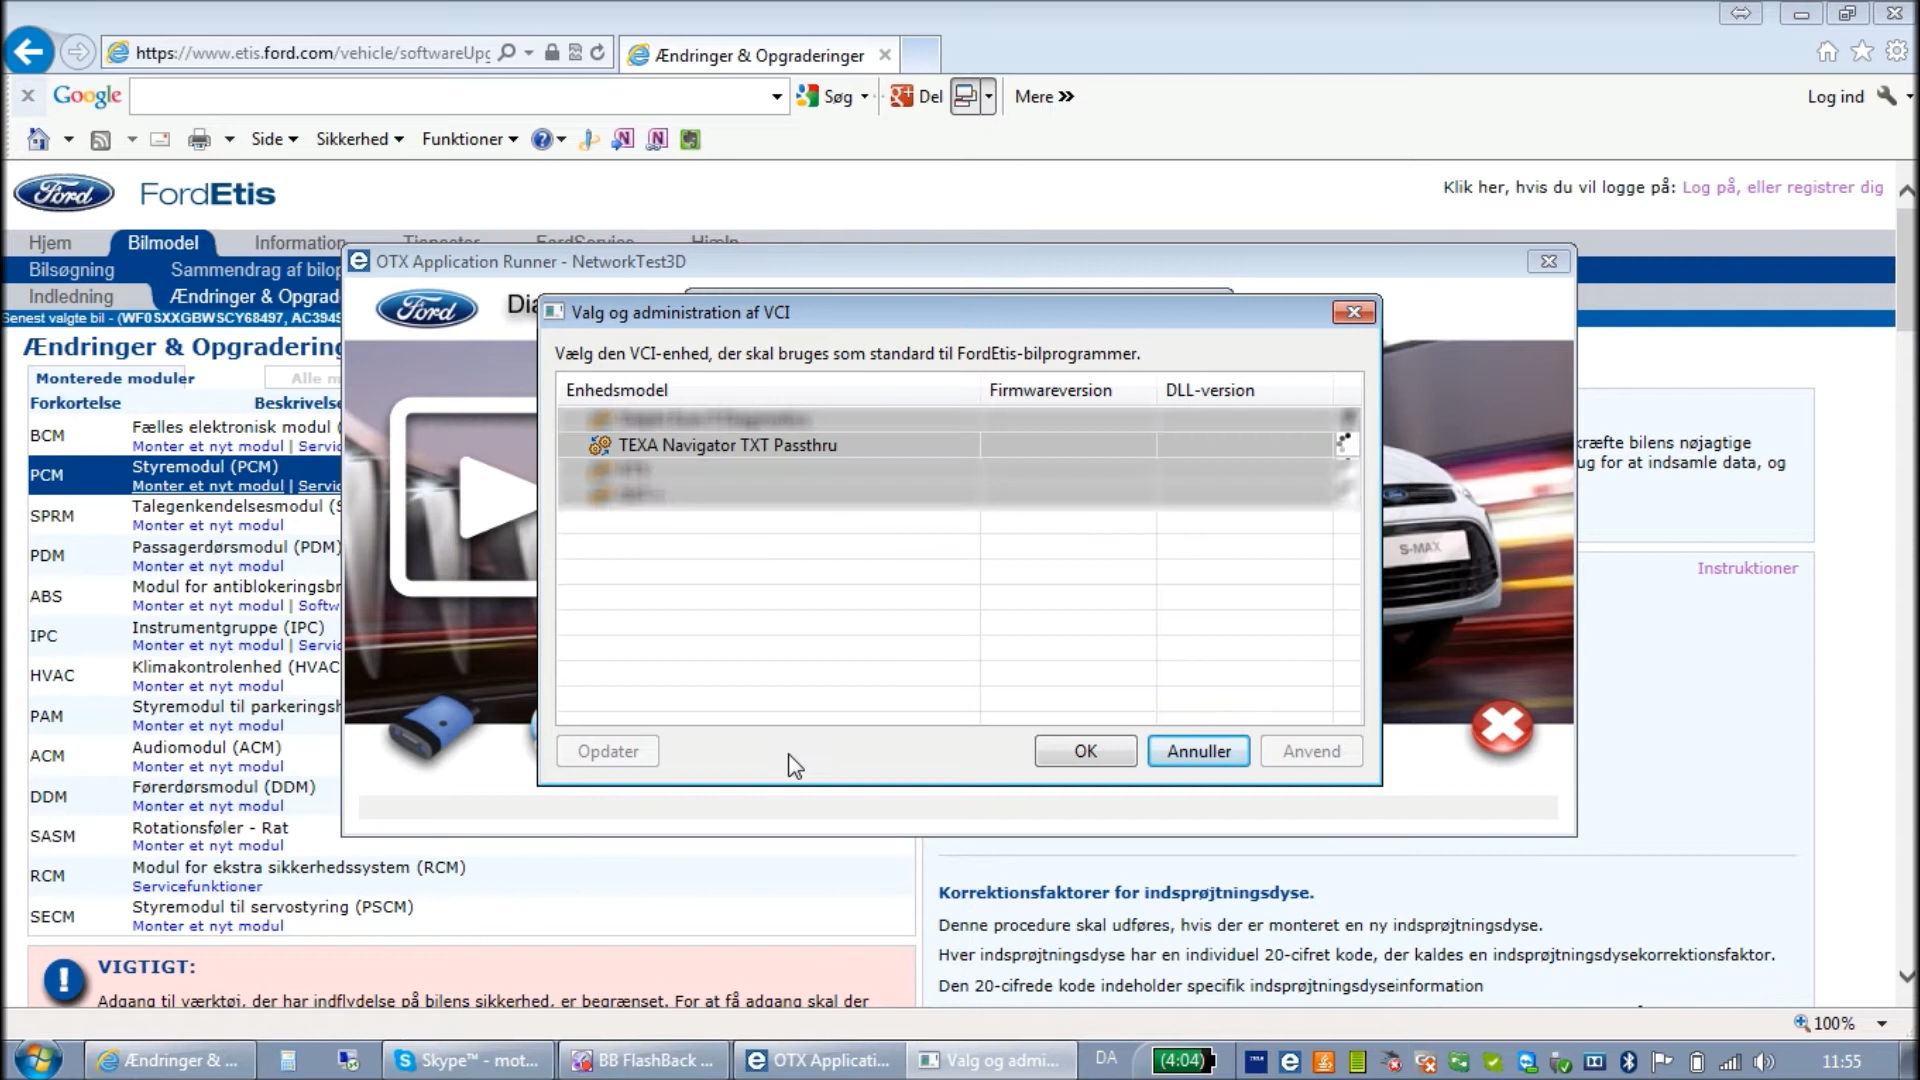 https://www.etis.ford.com/vehicle/softwareUpg
Ændringer & Opgraderinger
Google
Søg
Del
Mere
Log ind
Side
Sikkerhed
Funktioner
Ford
FordEtis
Klik her, hvis du vil logge på: Log på, eller registrer dig
Hjem
Bilmodel
Information
Tjenester
FordService
Hjælp
Bilsøgning
Sammendrag af bilop
Indledning
Ændringer & Opgrad
Senest valgte bil - (WF0SXXGBWSCY68497, AC3949
Ændringer & Opgradering
Monterede moduler
Alle m
Forkortelse
Beskrivelse
BCM
Fælles elektronisk modul (
Monter et nyt modul | Servic
PCM
Styremodul (PCM)
Monter et nyt modul | Servic
SPRM
Talegenkendelsesmodul (S
Monter et nyt modul
PDM
Passagerdørsmodul (PDM)
Monter et nyt modul
ABS
Modul for antiblokeringsbr
Monter et nyt modul | Softw
IPC
Instrumentgruppe (IPC)
Monter et nyt modul | Servic
HVAC
Klimakontrolenhed (HVAC
Monter et nyt modul
PAM
Styremodul til parkeringsh
Monter et nyt modul
ACM
Audiomodul (ACM)
Monter et nyt modul
DDM
Førerdørsmodul (DDM)
Monter et nyt modul
SASM
Rotationsføler - Rat
Monter et nyt modul
RCM
Modul for ekstra sikkerhedssystem (RCM)
Servicefunktioner
SECM
Styremodul til servostyring (PSCM)
Monter et nyt modul
VIGTIGT:
Adgang til værktøj, der har indflydelse på bilens sikkerhed, er begrænset. For at få adgang skal der
OTX Application Runner - NetworkTest3D
Ford
Dia
Valg og administration af VCI
Vælg den VCI-enhed, der skal bruges som standard til FordEtis-bilprogrammer.
Enhedsmodel
Firmwareversion
DLL-version
TEXA Navigator TXT Passthru
Opdater
OK
Annuller
Anvend
S-MAX
kræfte bilens nøjagtige
ug for at indsamle data, og
Instruktioner
Korrektionsfaktorer for indsprøjtningsdyse.
Denne procedure skal udføres, hvis der er monteret en ny indsprøjtningsdyse.
Hver indsprøjtningsdyse har en individuel 20-cifret kode, der kaldes en indsprøjtningsdysekorrektionsfaktor.
Den 20-cifrede kode indeholder specifik indsprøjtningsdyseinformation
100%
Ændringer & ...
Skype™ - mot...
BB FlashBack ...
OTX Applicati...
Valg og admi...
DA
(4:04)
11:55